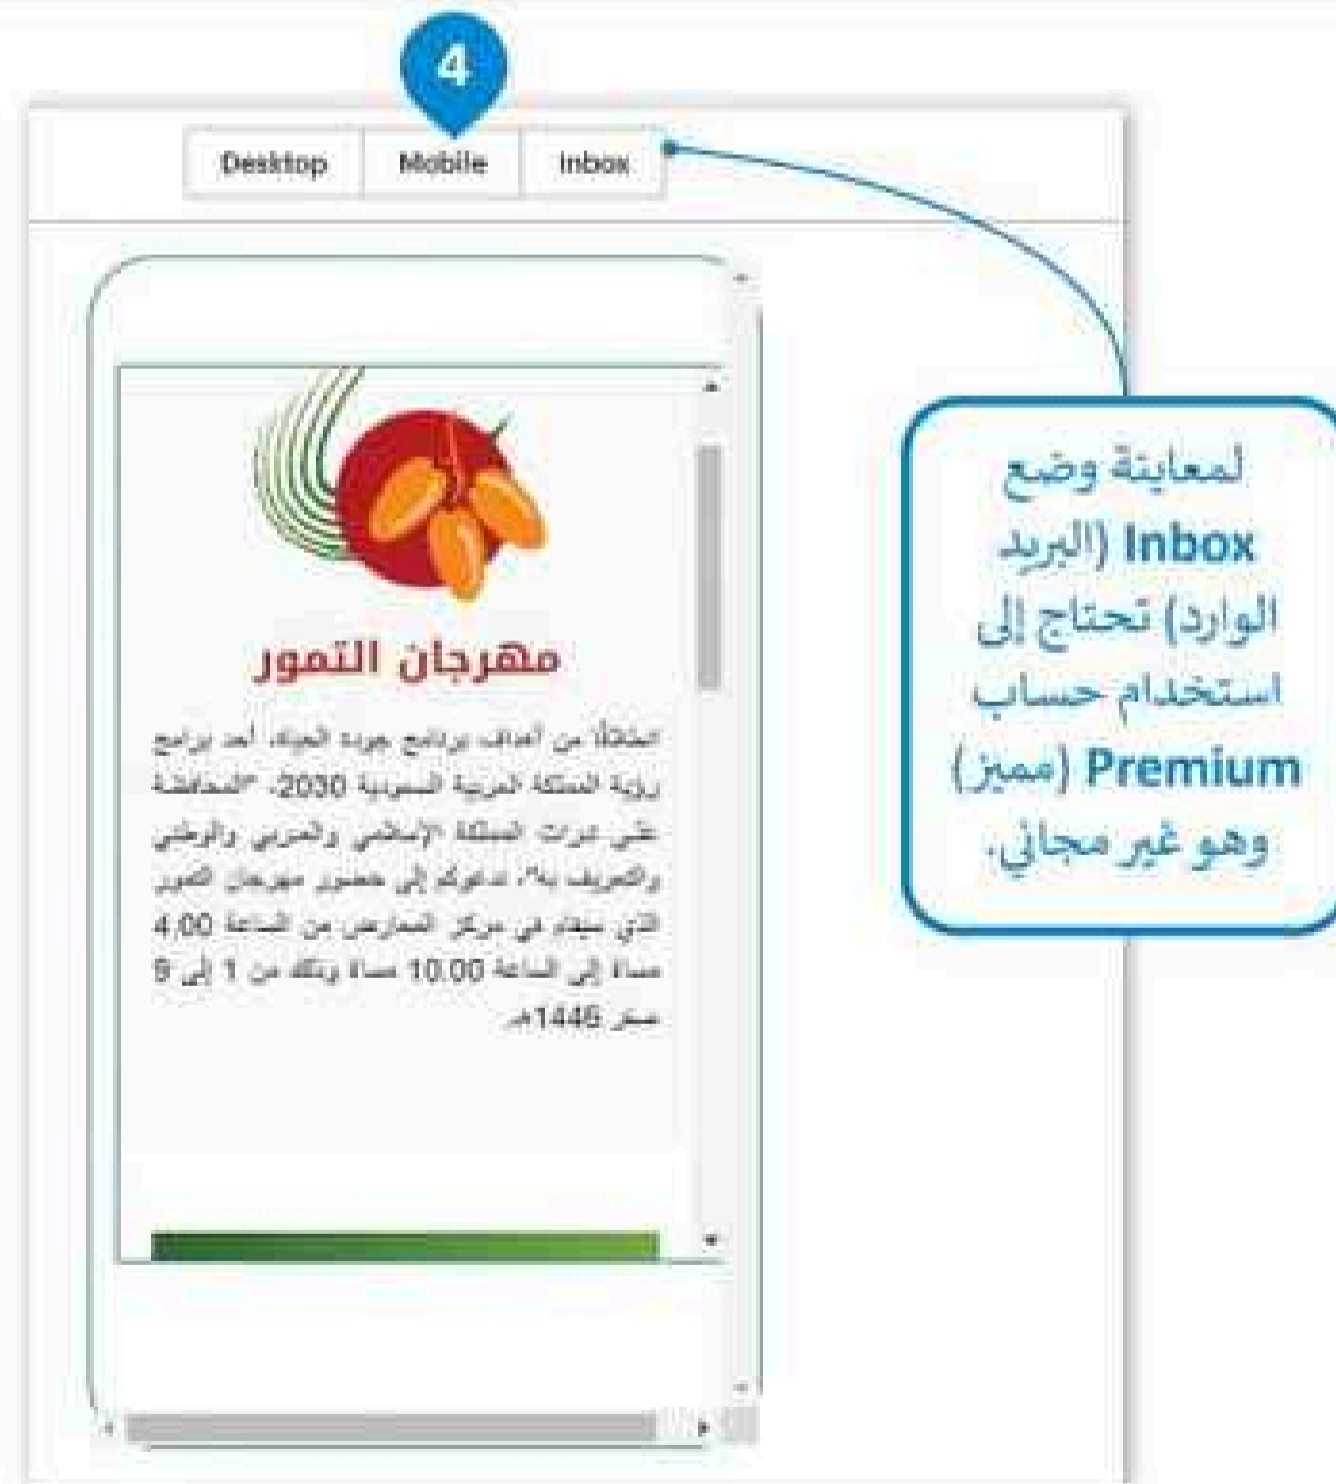 4
Desktop
Mobile
Inbox
لمعاينة وضع
Inbox (البريد
الوارد) تحتاج إلى
استخدام حساب
Premium (مميز)
وهو غير مجاني.
مهرجان التمور
انطلاقًا من أهداف برنامج جودة الحياة، أحد برامج
رؤية المملكة العربية السعودية 2030، "المحافظة
على تراث المملكة الإسلامي والعربي والوطني
والتعريف به"، ندعوكم إلى حضور مهرجان التمور
الذي سيقام في مركز المعارض من الساعة 4.00
مساءً إلى الساعة 10.00 مساءً وذلك من 1 إلى 9
صفر 1446هـ.